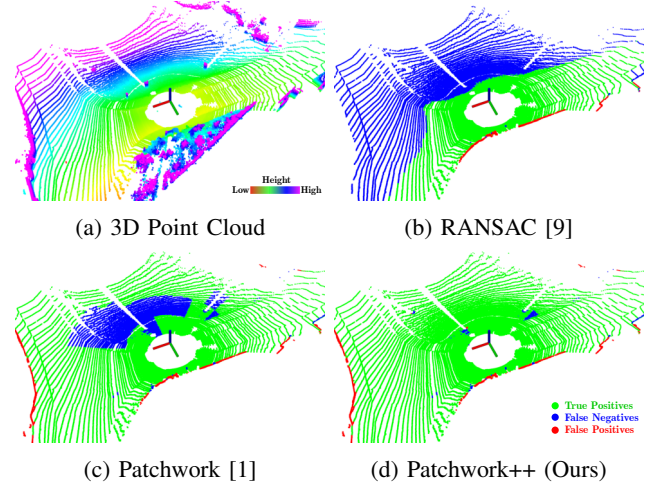 Height
Low High
(a) 3D Point Cloud
(b) RANSAC [9]
True Positives
False Negatives
False Positives
(c) Patchwork [1]
(d) Patchwork++ (Ours)